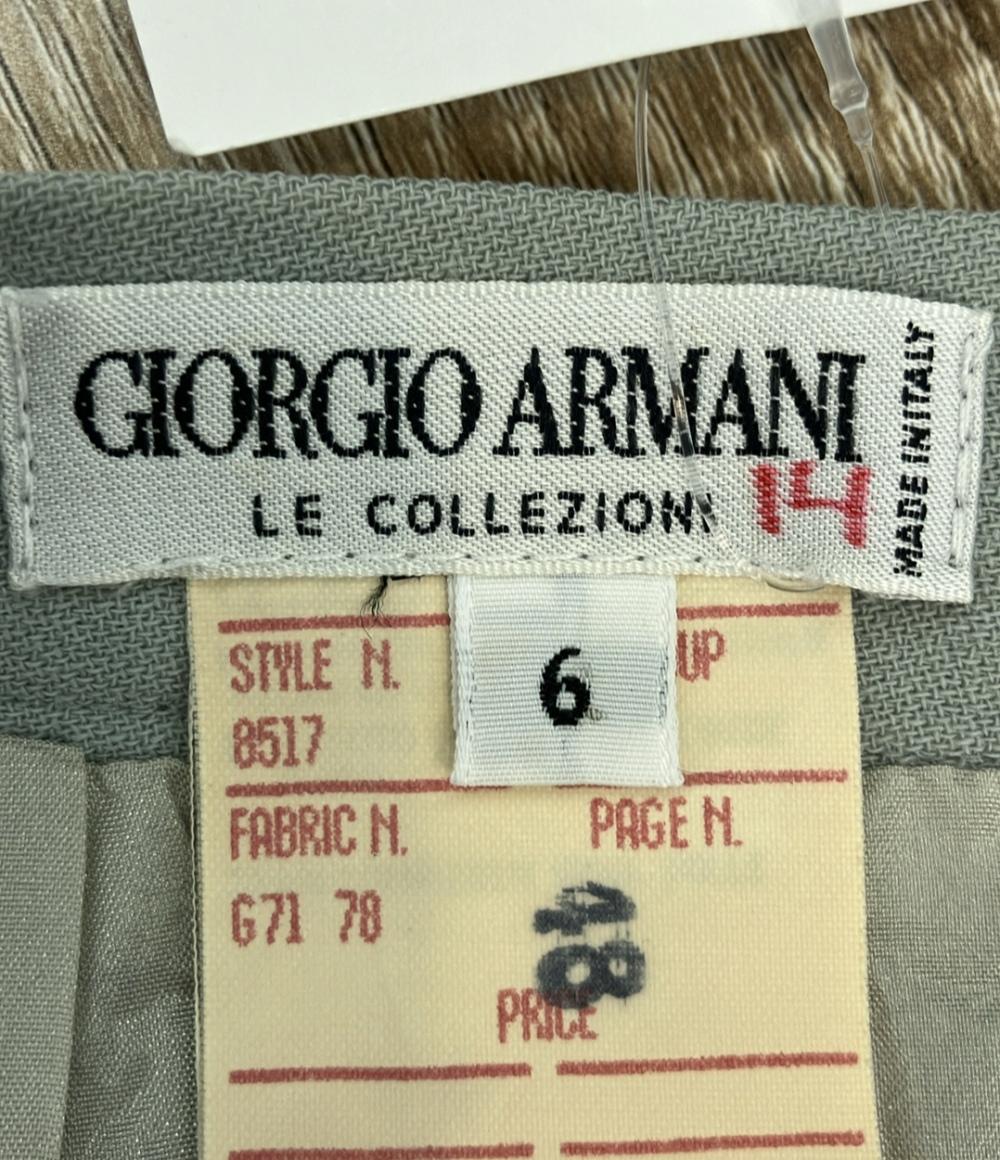 GIORGIO ARMANI
LE COLLEZIONI
14
MADE IN ITALY
6
STYLE N.
UP
8517
FABRIC N.
PAGE N.
G71 78
48
PRICE